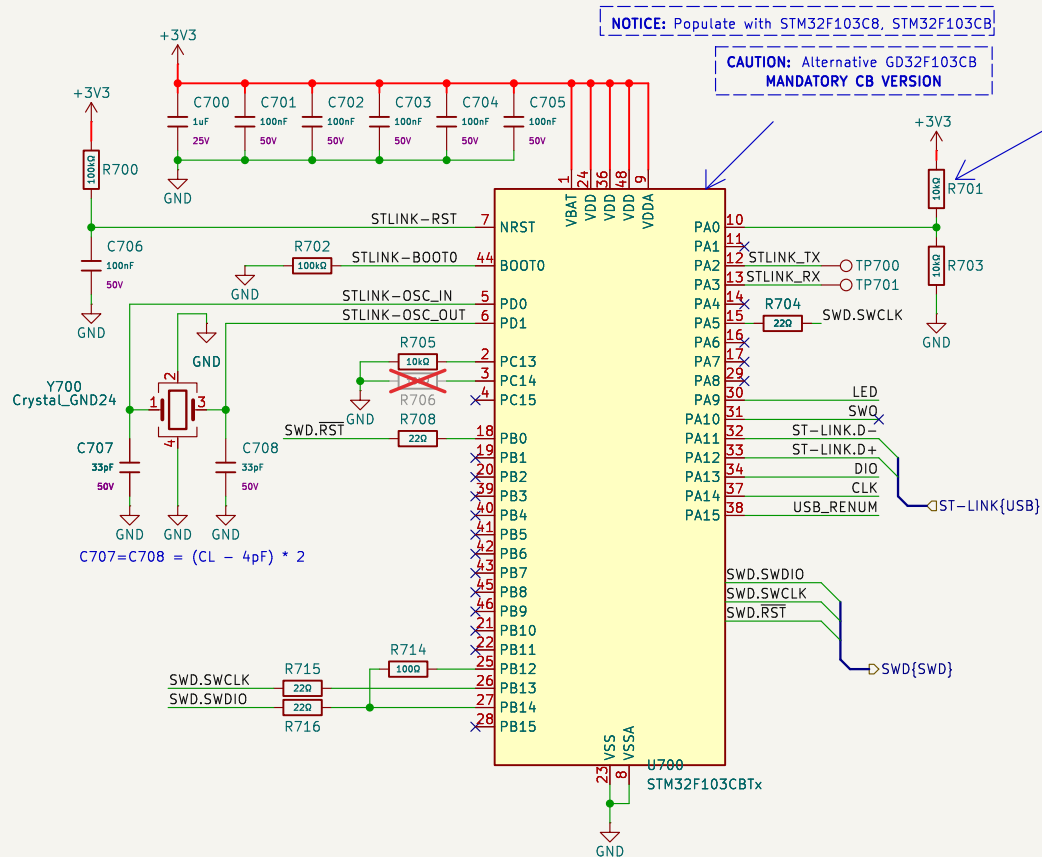 NOTICE: Populate with STM32F103C8, STM32F103CB
CAUTION: Alternative GD32F103CB
MANDATORY CB VERSION
+3V3
+3V3
+3V3
C700
1uF
25V
C701
100nF
50V
C702
100nF
50V
C703
100nF
50V
C704
100nF
50V
C705
100nF
50V
GND
100kΩ
R700
C706
100nF
50V
GND
STLINK-RST
R702
100kΩ
GND
STLINK-BOOT0
STLINK-OSC_IN
STLINK-OSC_OUT
GND
Y700
Crystal_GND24
1
2
3
4
C707
33pF
50V
C708
33pF
50V
GND
GND
GND
C707=C708 = (CL - 4pF) * 2
R705
10kΩ
R706
GND
SWD.RST
R708
22Ω
R714
100Ω
SWD.SWCLK
R715
22Ω
SWD.SWDIO
22Ω
R716
1 VBAT
24 VDD
36 VDD
48 VDD
9 VDDA
7 NRST
44 BOOT0
5 PD0
6 PD1
2 PC13
3 PC14
4 PC15
18 PB0
19 PB1
20 PB2
39 PB3
40 PB4
41 PB5
42 PB6
43 PB7
45 PB8
46 PB9
21 PB10
22 PB11
25 PB12
26 PB13
27 PB14
28 PB15
PA0 10
PA1 11
PA2 12 STLINK_TX TP700
PA3 13 STLINK_RX TP701
PA4 14
PA5 15 R704 22Ω SWD.SWCLK
PA6 16
PA7 17
PA8 29
PA9 30 LED
PA10 31 SWO
PA11 32 ST-LINK.D-
PA12 33 ST-LINK.D+
PA13 34 DIO
PA14 37 CLK
PA15 38 USB_RENUM
ST-LINK{USB}
10kΩ
R701
10kΩ
R703
GND
SWD.SWDIO
SWD.SWCLK
SWD.RST
SWD{SWD}
23 VSS
8 VSSA
U700
STM32F103CBTx
GND